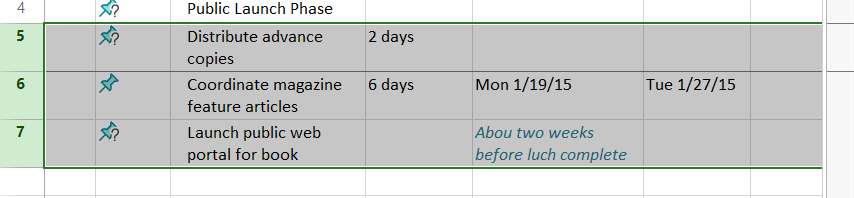 4 Public Launch Phase
5 Distribute advance 2 days
copies
6 Coordinate magazine 6 days Mon 1/19/15 Tue 1/27/15
feature articles
7 Launch public web Abou two weeks
portal for book before luch complete